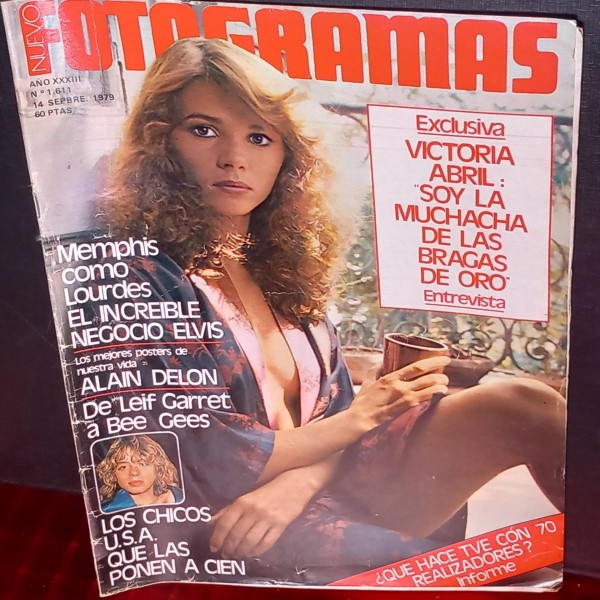 NUEVO
FOTOGRAMAS
AÑO XXXIII
N° 1,611
14 SEPBRE. 1979
60 PTAS.
Exclusiva
VICTORIA
ABRIL:
"SOY LA
MUCHACHA
DE LAS
BRAGAS
DE ORO"
Entrevista
Memphis
como
Lourdes
EL INCREIBLE
NEGOCIO ELVIS
Los mejores posters de
nuestra vida
ALAIN DELON
De Leif Garret
a Bee Gees
LOS CHICOS
U.S.A.
QUE LAS
PONEN A CIEN
¿QUE HACE TVE CON 70
REALIZADORES?
Informe